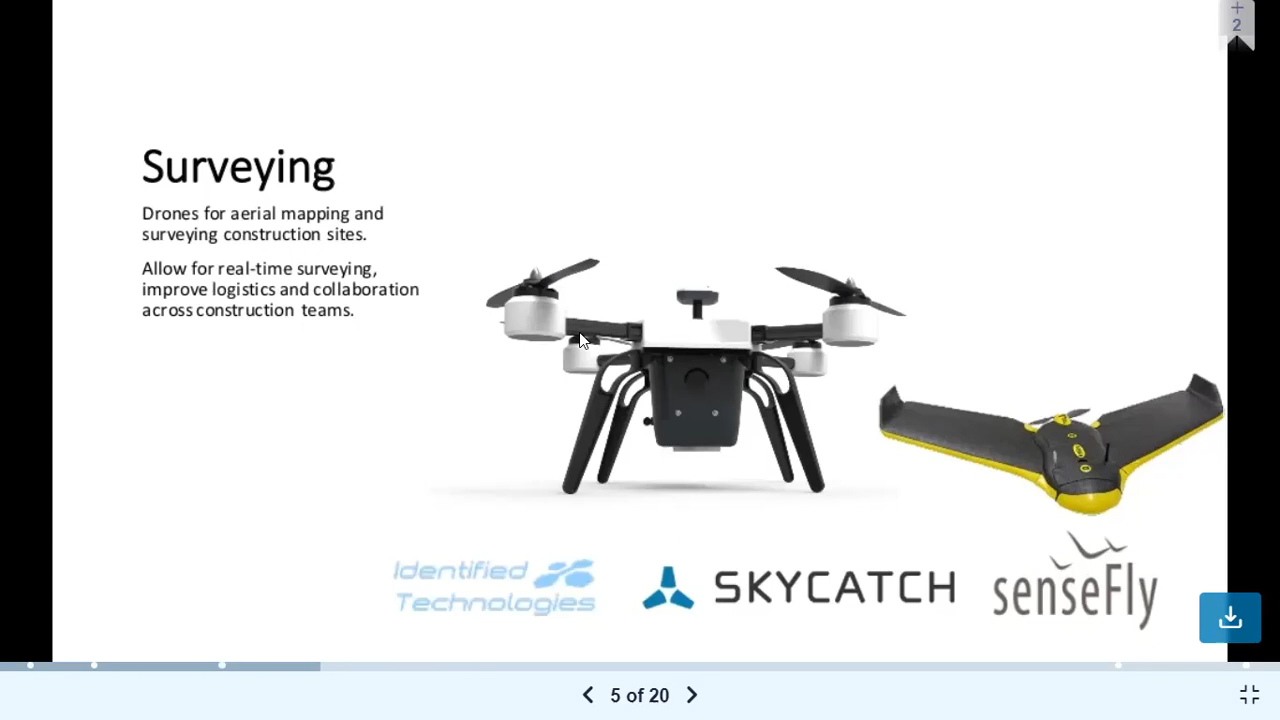 +
2
Surveying
Drones for aerial mapping and
surveying construction sites.
Allow for real-time surveying,
improve logistics and collaboration
across construction teams.
Identified
Technologies
SKYCATCH
senseFly
5 of 20